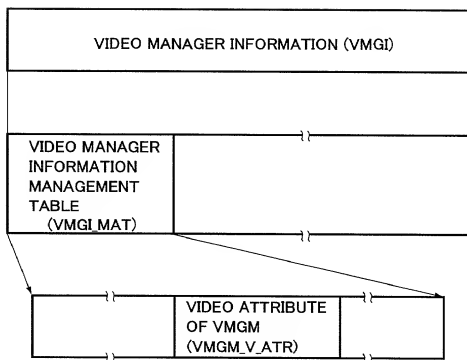 VIDEO MANAGER INFORMATION (VMGI)
VIDEO MANAGER
INFORMATION
MANAGEMENT
TABLE
(VMGI_MAT)
VIDEO ATTRIBUTE
OF VMGM
(VMGM_V_ATR)